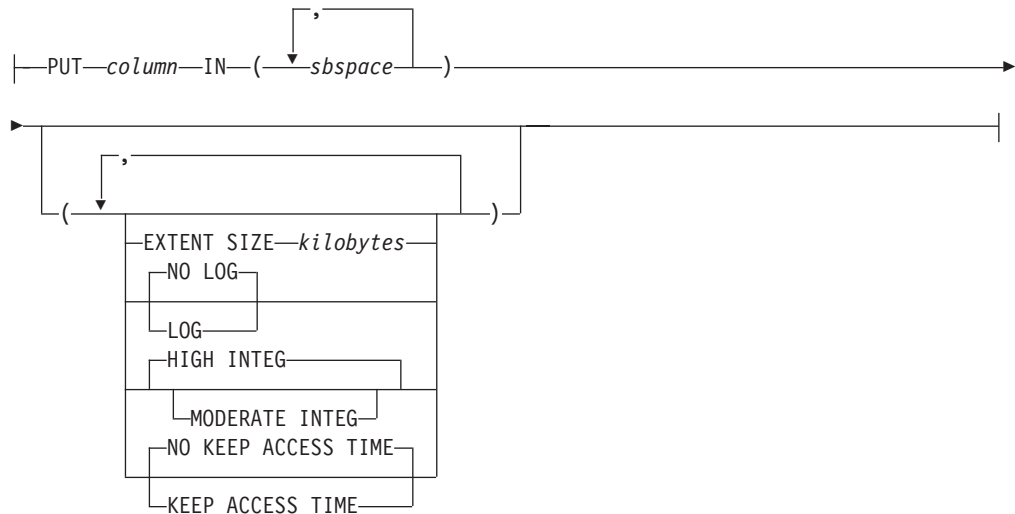 ,
PUT column IN ( sbspace )
,
( )
EXTENT SIZE kilobytes
NO LOG
LOG
HIGH INTEG
MODERATE INTEG
NO KEEP ACCESS TIME
KEEP ACCESS TIME